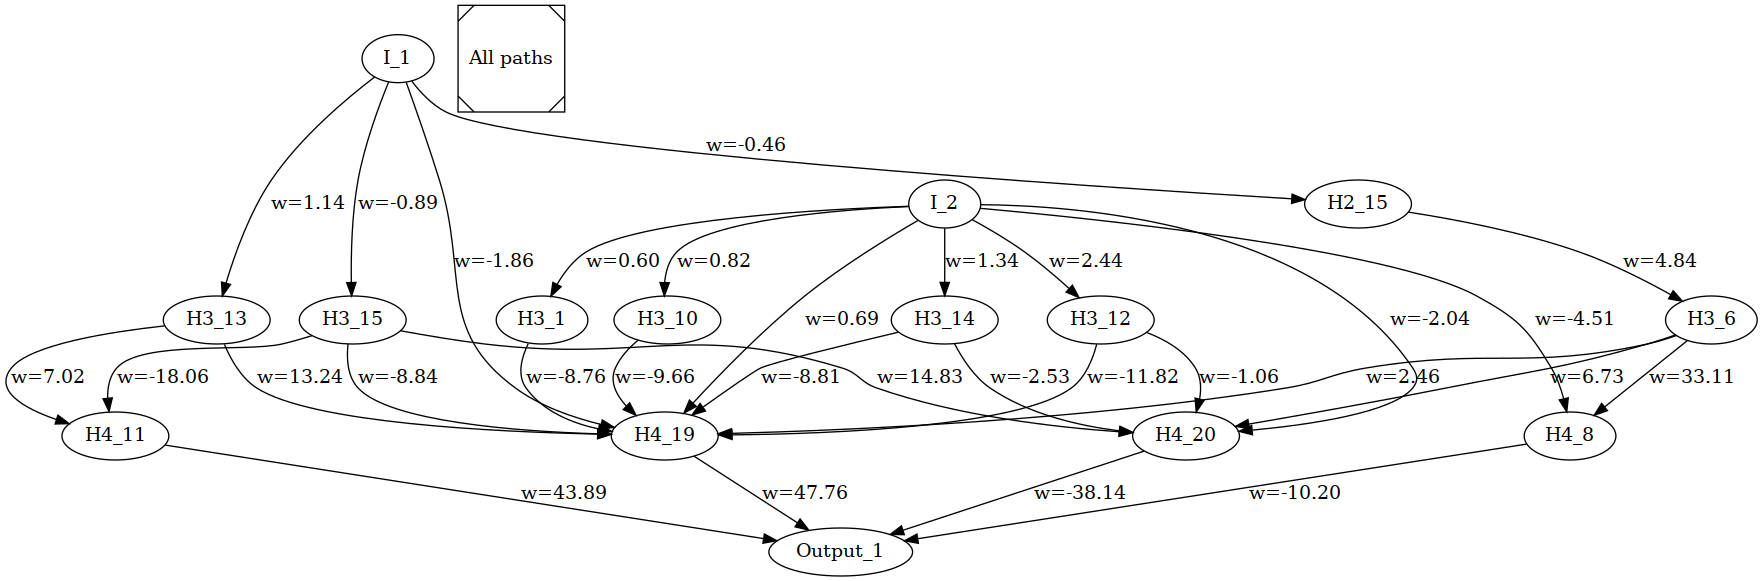 I_1
All paths
w=-0.46
w=1.14
w=-0.89
I_2
H2_15
w=-1.86
w=0.60
w=0.82
w=1.34
w=2.44
w=4.84
H3_13
H3_15
H3_1
H3_10
w=0.69
H3_14
H3_12
w=-2.04
w=-4.51
H3_6
w=7.02
w=-18.06
w=13.24
w=-8.84
w=-8.76
w=-9.66
w=-8.81
w=14.83
w=-2.53
w=-11.82
w=-1.06
w=2.46
w=6.73
w=33.11
H4_11
H4_19
H4_20
H4_8
w=43.89
w=47.76
w=-38.14
w=-10.20
Output_1